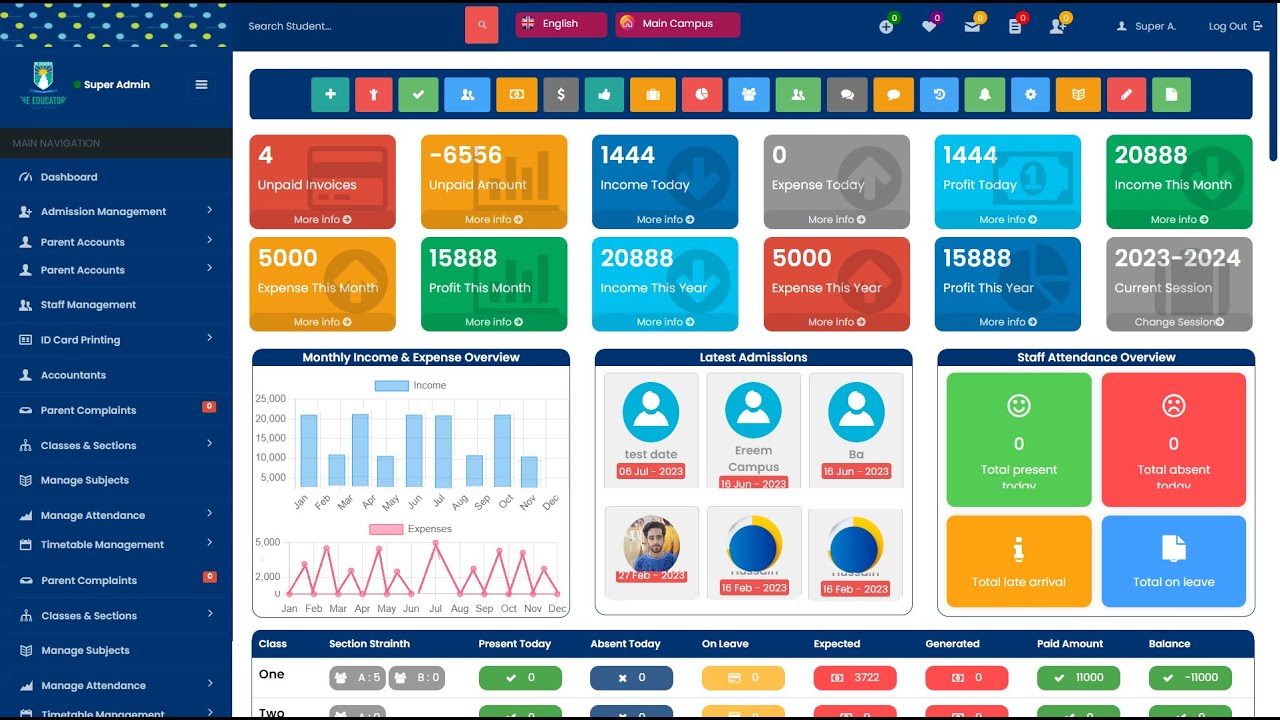 Search Student...
English
Main Campus
0
0
0
0
0
Super A.
Log Out
Super Admin
MAIN NAVIGATION
Dashboard
Admission Management
Parent Accounts
Parent Accounts
Staff Management
ID Card Printing
Accountants
Parent Complaints
0
Classes & Sections
Manage Subjects
Manage Attendance
Timetable Management
Parent Complaints
0
Classes & Sections
Manage Subjects
Manage Attendance
Timetable Management
4
Unpaid Invoices
More info
-6556
Unpaid Amount
More info
1444
Income Today
More info
0
Expense Today
More info
1444
Profit Today
More info
20888
Income This Month
More info
5000
Expense This Month
More info
15888
Profit This Month
More info
20888
Income This Year
More info
5000
Expense This Year
More info
15888
Profit This Year
More info
2023-2024
Current Session
Change Session
Monthly Income & Expense Overview
Income
25,000
20,000
15,000
10,000
5,000
Jan Feb Mar Apr May Jun Jul Aug Sep Oct Nov Dec
Expenses
5,000
2,000
0
Jan Feb Mar Apr May Jun Jul Aug Sep Oct Nov Dec
Latest Admissions
test date
06 Jul - 2023
Ereem
Campus
16 Jun - 2023
Ba
16 Jun - 2023
27 Feb - 2023
16 Feb - 2023
Hussain
16 Feb - 2023
Staff Attendance Overview
0
Total present
today
0
Total absent
today
Total late arrival
Total on leave
Class Section Strainth Present Today Absent Today On Leave Expected Generated Paid Amount Balance
One A : 5 B : 0 0 0 0 3722 0 11000 -11000
Two A : 0 0 0 0 0 0 0 0